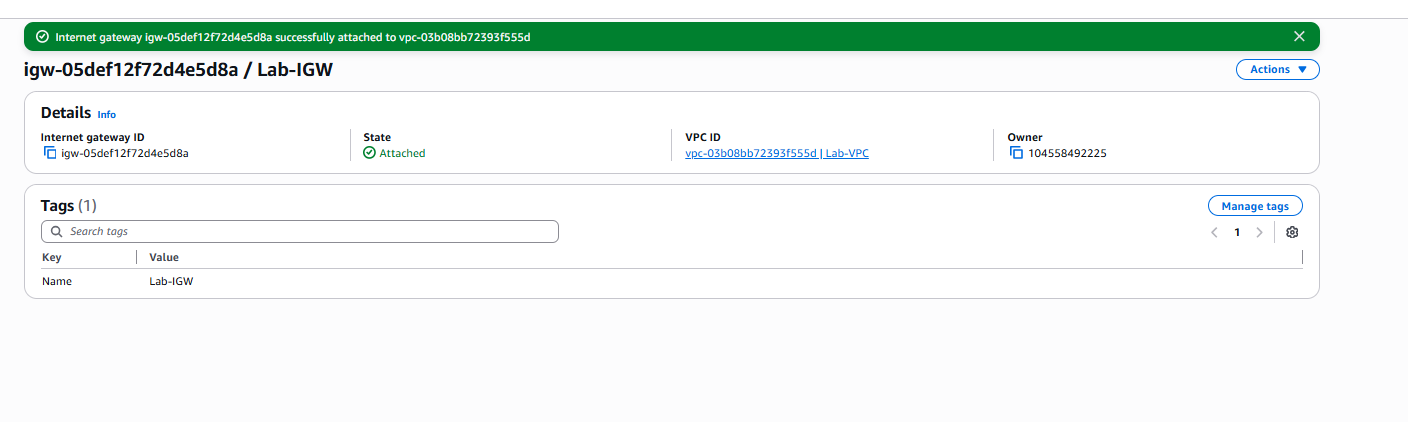 Internet gateway igw-05def12f72d4e5d8a successfully attached to vpc-03b08bb72393f555d
igw-05def12f72d4e5d8a / Lab-IGW
Actions
Details Info
Internet gateway ID
igw-05def12f72d4e5d8a
State
Attached
VPC ID
vpc-03b08bb72393f555d | Lab-VPC
Owner
104558492225
Tags (1)
Manage tags
Search tags
1
Key Value
Name Lab-IGW